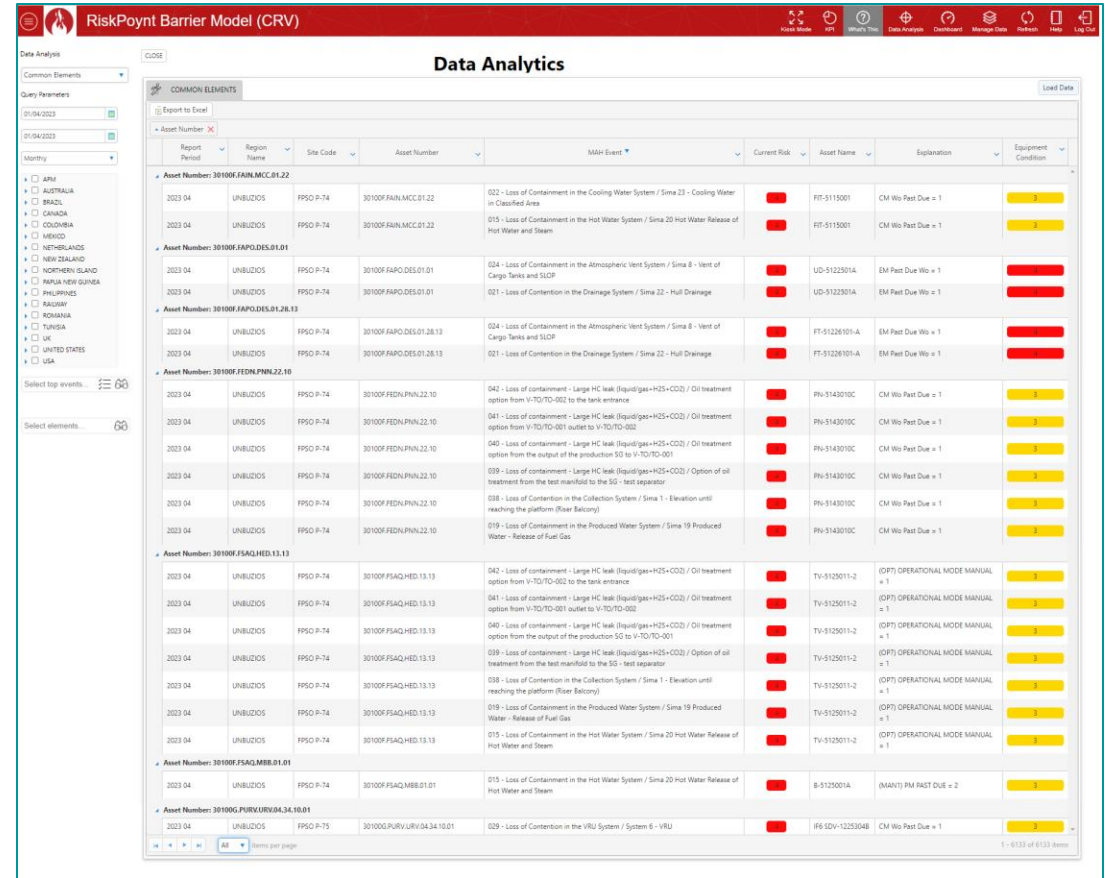 RiskPoynt Barrier Model (CRV)
Kiosk Mode KPI What's This Data Analysis Dashboard Manage Data Refresh Help Log Out
Data Analysis
CLOSE
Data Analytics
Common Elements
COMMON ELEMENTS
Load Data
Query Parameters
Export to Excel
01/04/2023
Asset Number
01/04/2023
Report Period Region Name Site Code Asset Number MAH Event Current Risk Asset Name Explanation Equipment Condition
Monthy
APM
AUSTRALIA
BRAZIL
CANADA
COLOMBIA
MEXICO
NETHERLANDS
NEW ZEALAND
NORTHERN ISLAND
PAPUA NEW GUINEA
PHILIPPINES
RAILWAY
ROMANIA
TUNISIA
UK
UNITED STATES
USA
Select top events...
Select elements...
Asset Number: 30100F.FAIN.MCC.01.22
2023 04 UNBUZIOS FPSO P-74 30100F.FAIN.MCC.01.22 022 - Loss of Containment in the Cooling Water System / Sima 23 - Cooling Water
in Classified Area FIT-5115001 CM Wo Past Due = 1 3
2023 04 UNBUZIOS FPSO P-74 30100F.FAIN.MCC.01.22 015 - Loss of Containment in the Hot Water System / Sima 20 Hot Water Release of
Hot Water and Steam FIT-5115001 CM Wo Past Due = 1 3
Asset Number: 30100F.FAPO.DES.01.01
2023 04 UNBUZIOS FPSO P-74 30100F.FAPO.DES.01.01 024 - Loss of Containment in the Atmospheric Vent System / Sima 8 - Vent of
Cargo Tanks and SLOP UD-5122501A EM Past Due Wo = 1
2023 04 UNBUZIOS FPSO P-74 30100F.FAPO.DES.01.01 021 - Loss of Contention in the Drainage System / Sima 22 - Hull Drainage UD-5122501A EM Past Due Wo = 1
Asset Number: 30100F.FAPO.DES.01.28.13
2023 04 UNBUZIOS FPSO P-74 30100F.FAPO.DES.01.28.13 024 - Loss of Containment in the Atmospheric Vent System / Sima 8 - Vent of
Cargo Tanks and SLOP FT-51226101-A EM Past Due Wo = 1
2023 04 UNBUZIOS FPSO P-74 30100F.FAPO.DES.01.28.13 021 - Loss of Contention in the Drainage System / Sima 22 - Hull Drainage FT-51226101-A EM Past Due Wo = 1
Asset Number: 30100F.FEDN.PNN.22.10
2023 04 UNBUZIOS FPSO P-74 30100F.FEDN.PNN.22.10 042 - Loss of containment - Large HC leak (liquid/gas+H2S+CO2) / Oil treatment
option from V-TO/TO-002 to the tank entrance PN-5143010C CM Wo Past Due = 1 3
2023 04 UNBUZIOS FPSO P-74 30100F.FEDN.PNN.22.10 041 - Loss of containment - Large HC leak (liquid/gas+H2S+CO2) / Oil treatment
option from V-TO/TO-001 outlet to V-TO/TO-002 PN-5143010C CM Wo Past Due = 1 3
2023 04 UNBUZIOS FPSO P-74 30100F.FEDN.PNN.22.10 040 - Loss of containment - Large HC leak (liquid/gas+H2S+CO2) / Oil treatment
option from the output of the production SG to V-TO/TO-001 PN-5143010C CM Wo Past Due = 1 3
2023 04 UNBUZIOS FPSO P-74 30100F.FEDN.PNN.22.10 039 - Loss of containment - Large HC leak (liquid/gas+H2S+CO2) / Option of oil
treatment from the test manifold to the SG - test separator PN-5143010C CM Wo Past Due = 1 3
2023 04 UNBUZIOS FPSO P-74 30100F.FEDN.PNN.22.10 038 - Loss of Contention in the Collection System / Sima 1 - Elevation until
reaching the platform (Riser Balcony) PN-5143010C CM Wo Past Due = 1 3
2023 04 UNBUZIOS FPSO P-74 30100F.FEDN.PNN.22.10 019 - Loss of Containment in the Produced Water System / Sima 19 Produced
Water - Release of Fuel Gas PN-5143010C CM Wo Past Due = 1 3
Asset Number: 30100F.FSAQ.HED.13.13
2023 04 UNBUZIOS FPSO P-74 30100F.FSAQ.HED.13.13 042 - Loss of containment - Large HC leak (liquid/gas+H2S+CO2) / Oil treatment
option from V-TO/TO-002 to the tank entrance TV-5125011-2 (OP7) OPERATIONAL MODE MANUAL = 1 3
2023 04 UNBUZIOS FPSO P-74 30100F.FSAQ.HED.13.13 041 - Loss of containment - Large HC leak (liquid/gas+H2S+CO2) / Oil treatment
option from V-TO/TO-001 outlet to V-TO/TO-002 TV-5125011-2 (OP7) OPERATIONAL MODE MANUAL = 1 3
2023 04 UNBUZIOS FPSO P-74 30100F.FSAQ.HED.13.13 040 - Loss of containment - Large HC leak (liquid/gas+H2S+CO2) / Oil treatment
option from the output of the production SG to V-TO/TO-001 TV-5125011-2 (OP7) OPERATIONAL MODE MANUAL = 1 3
2023 04 UNBUZIOS FPSO P-74 30100F.FSAQ.HED.13.13 039 - Loss of containment - Large HC leak (liquid/gas+H2S+CO2) / Option of oil
treatment from the test manifold to the SG - test separator TV-5125011-2 (OP7) OPERATIONAL MODE MANUAL = 1 3
2023 04 UNBUZIOS FPSO P-74 30100F.FSAQ.HED.13.13 038 - Loss of Contention in the Collection System / Sima 1 - Elevation until
reaching the platform (Riser Balcony) TV-5125011-2 (OP7) OPERATIONAL MODE MANUAL = 1 3
2023 04 UNBUZIOS FPSO P-74 30100F.FSAQ.HED.13.13 019 - Loss of Containment in the Produced Water System / Sima 19 Produced
Water - Release of Fuel Gas TV-5125011-2 (OP7) OPERATIONAL MODE MANUAL = 1 3
2023 04 UNBUZIOS FPSO P-74 30100F.FSAQ.HED.13.13 015 - Loss of Containment in the Hot Water System / Sima 20 Hot Water Release of
Hot Water and Steam TV-5125011-2 (OP7) OPERATIONAL MODE MANUAL = 1 3
Asset Number: 30100F.FSAQ.MBB.01.01
2023 04 UNBUZIOS FPSO P-74 30100F.FSAQ.MBB.01.01 015 - Loss of Containment in the Hot Water System / Sima 20 Hot Water Release of
Hot Water and Steam B-5125001A (MANT) PM PAST DUE = 2 3
Asset Number: 30100G.PURV.URV.04.34.10.01
2023 04 UNBUZIOS FPSO P-75 30100G.PURV.URV.04.34.10.01 029 - Loss of Contention in the VRU System / System 6 - VRU IF6 SDV-1225304B CM Wo Past Due = 1 3
All items per page
1 - 6133 of 6133 items